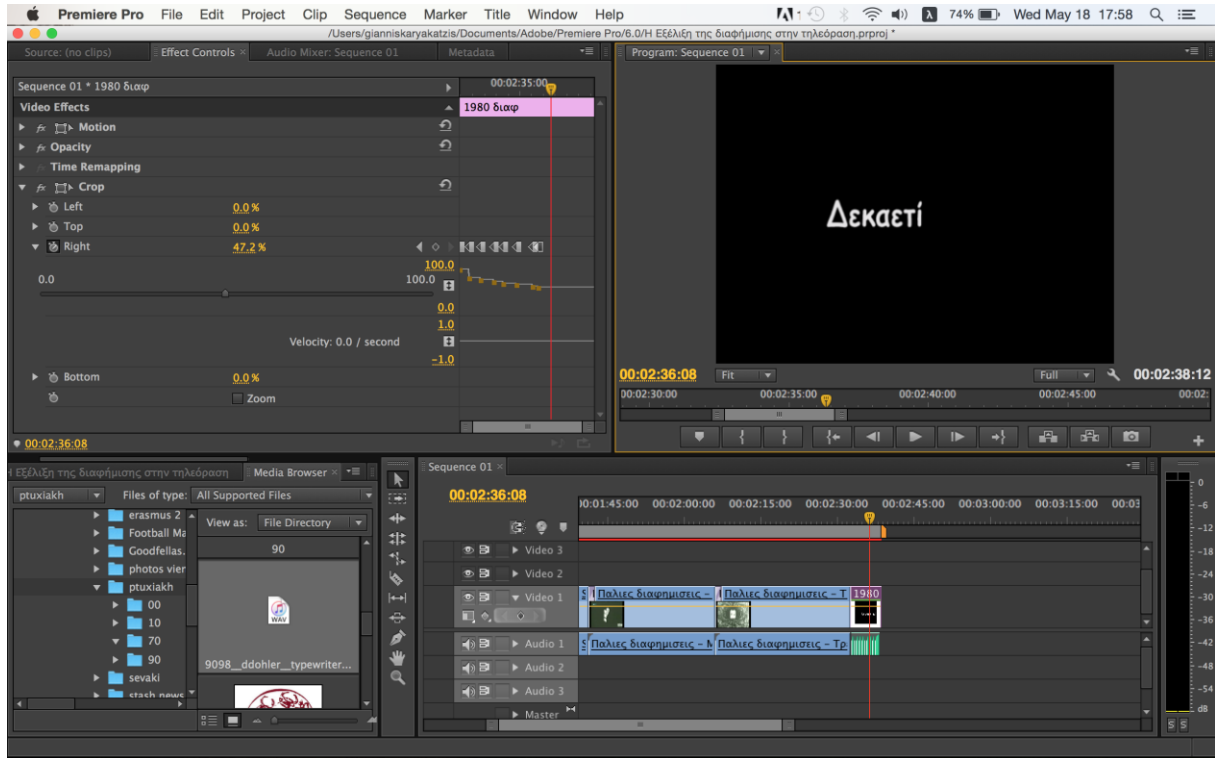 Premiere Pro File Edit Project Clip Sequence Marker Title Window Help 1 74% Wed May 18 17:58
/Users/gianniskaryakatzis/Documents/Adobe/Premiere Pro/6.0/Η Εξέλιξη της διαφήμισης στην τηλεόραση.prproj *
Source: (no clips) Effect Controls × Audio Mixer: Sequence 01 Metadata
Program: Sequence 01 ×
Sequence 01 * 1980 διαφ
00:02:35:00
Video Effects
1980 διαφ
fx Motion
fx Opacity
Time Remapping
fx Crop
Left 0.0 %
Top 0.0 %
Right 47.2 %
100.0
0.0 100.0
0.0
1.0
Velocity: 0.0 / second
-1.0
Bottom 0.0 %
Zoom
00:02:36:08
Δεκαετί
00:02:36:08 Fit Full 00:02:38:12
00:02:30:00 00:02:35:00 00:02:40:00 00:02:45:00 00:02:
Η Εξέλιξη της διαφήμισης στην τηλεόραση Media Browser ×
ptuxiakh Files of type: All Supported Files
erasmus 2
Football Ma
Goodfellas.
photos vier
ptuxiakh
00
10
70
90
sevaki
stash news
View as: File Directory
90
WAV
9098__ddohler__typewriter...
Sequence 01 ×
00:02:36:08
00:01:45:00 00:02:00:00 00:02:15:00 00:02:30:00 00:02:45:00 00:03:00:00 00:03:15:00 00:03
Video 3
Video 2
Video 1
Παλιες διαφημισεις – Παλιες διαφημισεις – Τ 1980
Audio 1
Παλιες διαφημισεις – Μ Παλιες διαφημισεις – Τρ
Audio 2
Audio 3
Master
0
-6
-12
-18
-24
-30
-36
-42
-48
-54
dB
S S